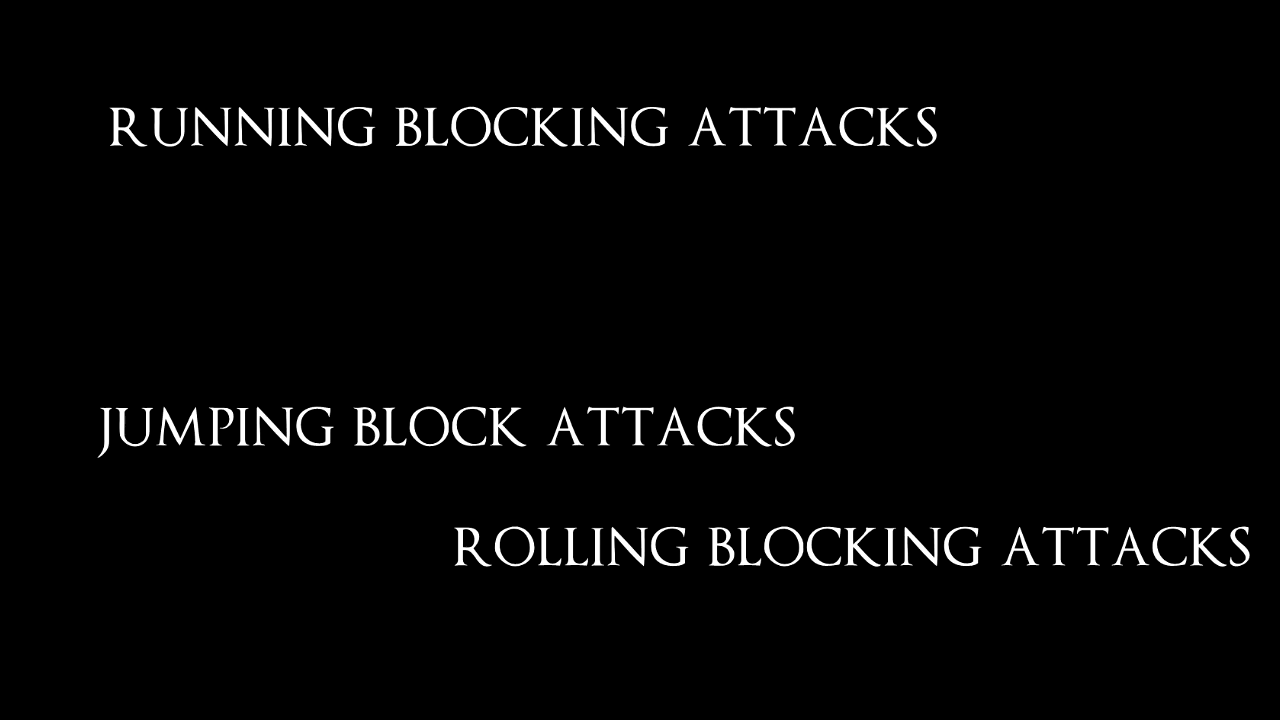 RUNNING BLOCKING ATTACKS
JUMPING BLOCK ATTACKS
ROLLING BLOCKING ATTACKS